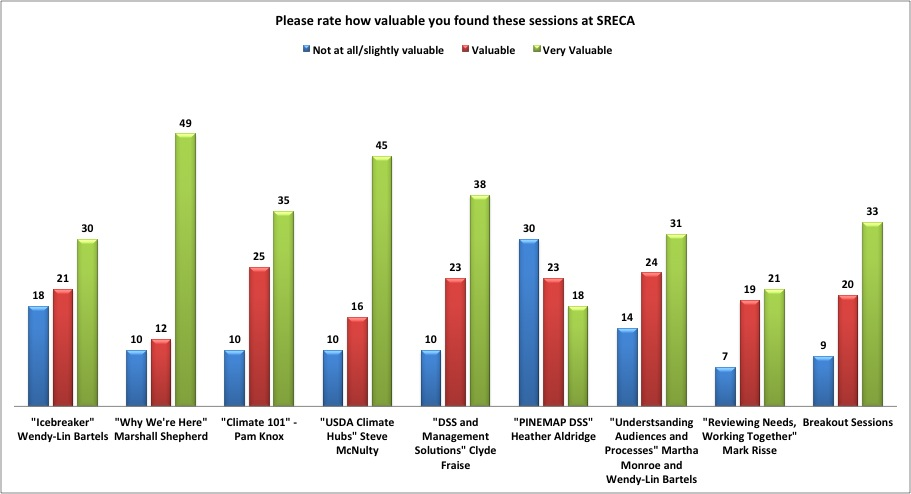 Please rate how valuable you found these sessions at SRECA
Not at all/slightly valuable Valuable Very Valuable
18 21 30
10 12 49
10 25 35
10 16 45
10 23 38
30 23 18
14 24 31
7 19 21
9 20 33
"Icebreaker"
Wendy-Lin Bartels
"Why We're Here"
Marshall Shepherd
"Climate 101" -
Pam Knox
"USDA Climate
Hubs" Steve
McNulty
"DSS and
Management
Solutions" Clyde
Fraise
"PINEMAP DSS"
Heather Aldridge
"Understsanding
Audiences and
Processes" Martha
Monroe and
Wendy-Lin Bartels
"Reviewing Needs,
Working Together"
Mark Risse
Breakout Sessions